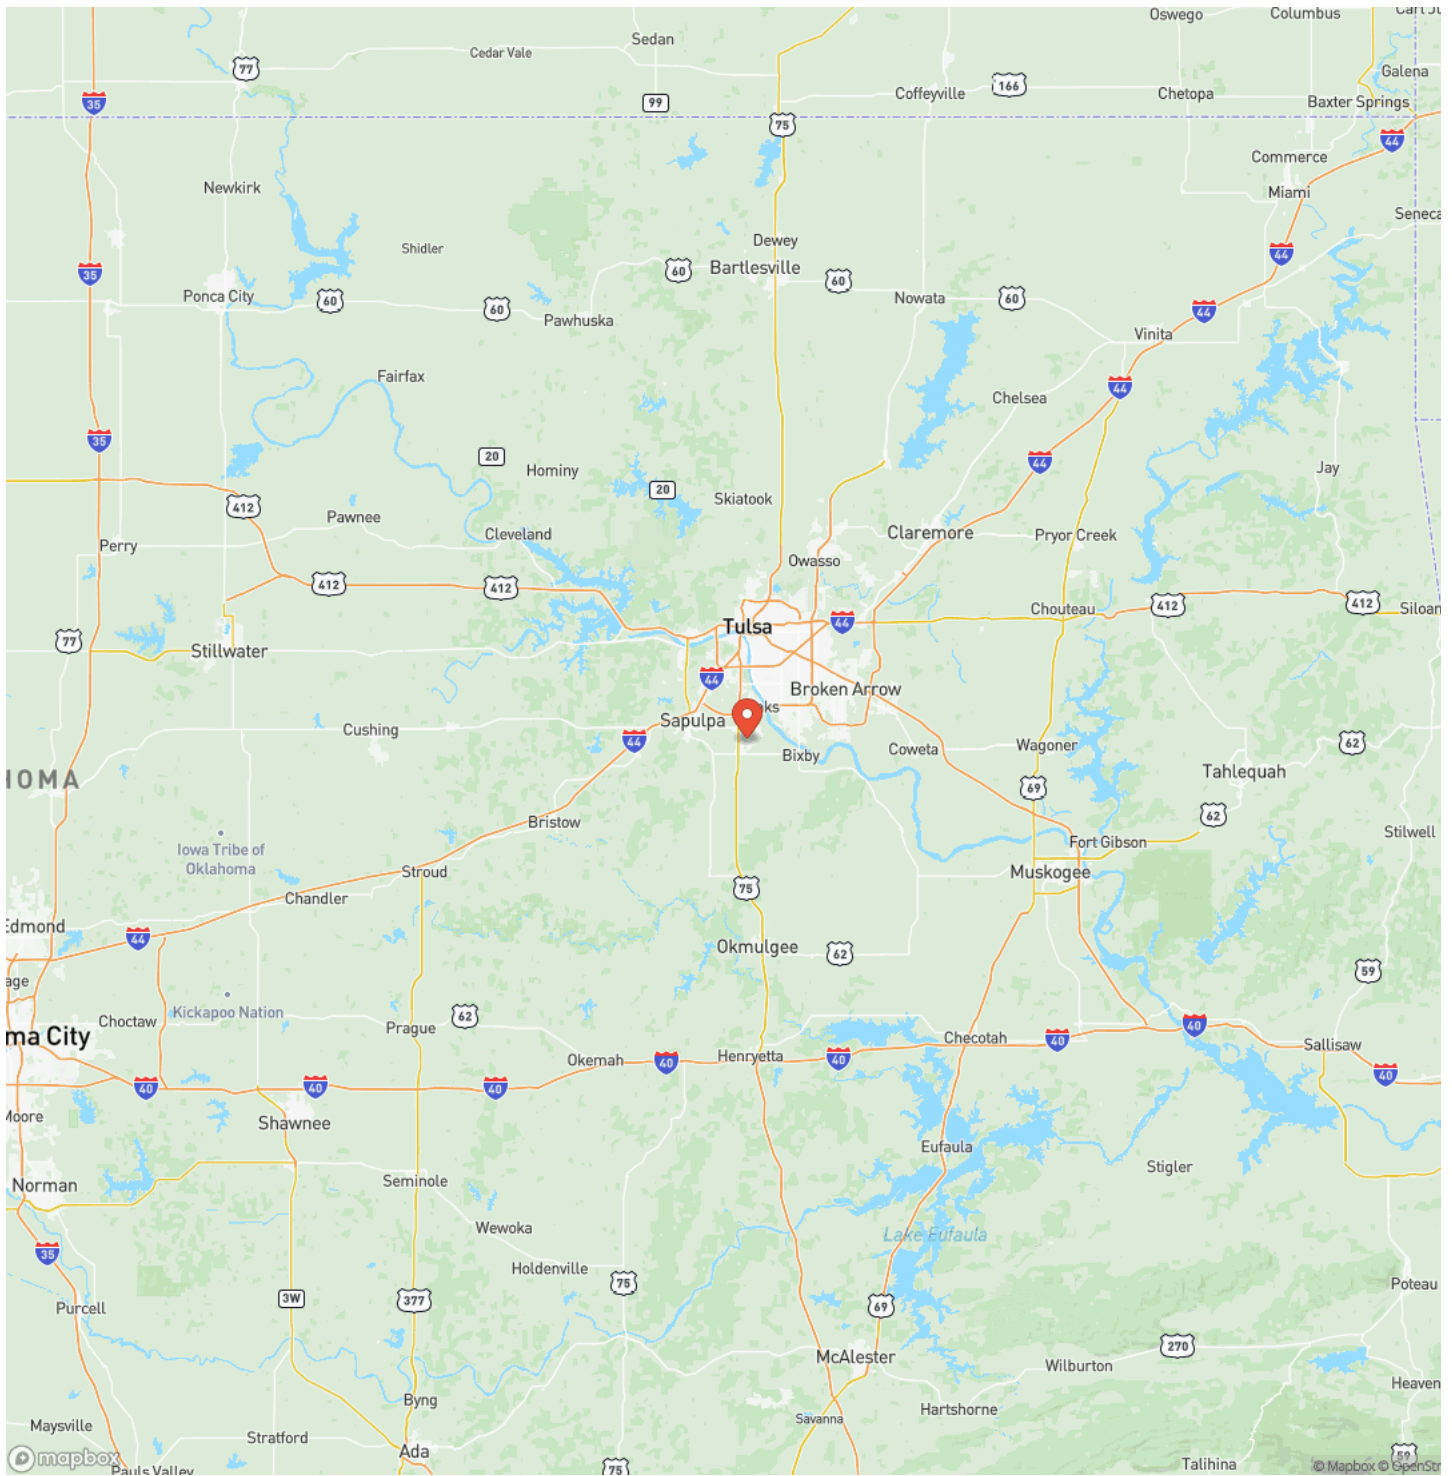 Oswego
Columbus
Sedan
Cedar Vale
77
Galena
166
Coffeyville
Chetopa
Baxter Springs
35
99
75
44
Commerce
Newkirk
Miami
Seneca
Dewey
Shidler
44
Bartlesville
60
35
60
Ponca City
60
60
Nowata
60
44
Pawhuska
Vinita
Fairfax
44
Chelsea
35
20
44
Hominy
Jay
20
Skiatook
412
Pawnee
Cleveland
Claremore
Pryor Creek
Perry
Owasso
412
412
412
412
Chouteau
Siloan
44
Tulsa
77
Stillwater
44
Broken Arrow
ks
Sapulpa
Cushing
44
Bixby
Coweta
Wagoner
62
Tahlequah
HOMA
69
62
Bristow
Stilwell
Iowa Tribe of
Oklahoma
Fort Gibson
Stroud
Muskogee
75
Chandler
Edmond
44
Okmulgee
62
59
age
Kickapoo Nation
62
Choctaw
Prague
40
ma City
Checotah
40
Sallisaw
Okemah
40
Henryetta
40
40
40
40
40
Moore
Shawnee
Eufaula
Stigler
Norman
Seminole
Wewoka
Lake Eufaula
35
Holdenville
75
Poteau
3W
377
69
Purcell
270
McAlester
Wilburton
Heaven
Byng
Hartshorne
Savanna
Maysville
Stratford
Ada
mapbox
59
Talihina
© Mapbox © OpenStr
Pauls Valley
75